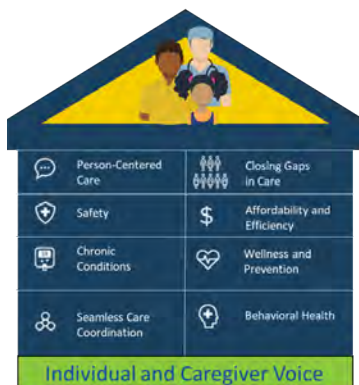 Person-Centered
Care
Closing Gaps
in Care
Safety
$
Affordability and
Efficiency
Chronic
Conditions
Wellness and
Prevention
Seamless Care
Coordination
Behavioral Health
Individual and Caregiver Voice